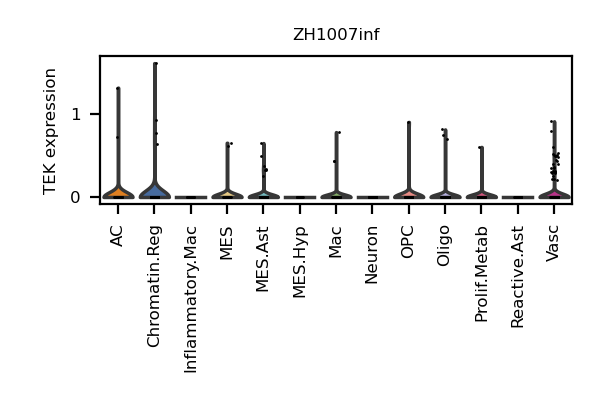 ZH1007inf
TEK expression
1
0
AC
Chromatin.Reg
Inflammatory.Mac
MES
MES.Ast
MES.Hyp
Mac
Neuron
OPC
Oligo
Prolif.Metab
Reactive.Ast
Vasc